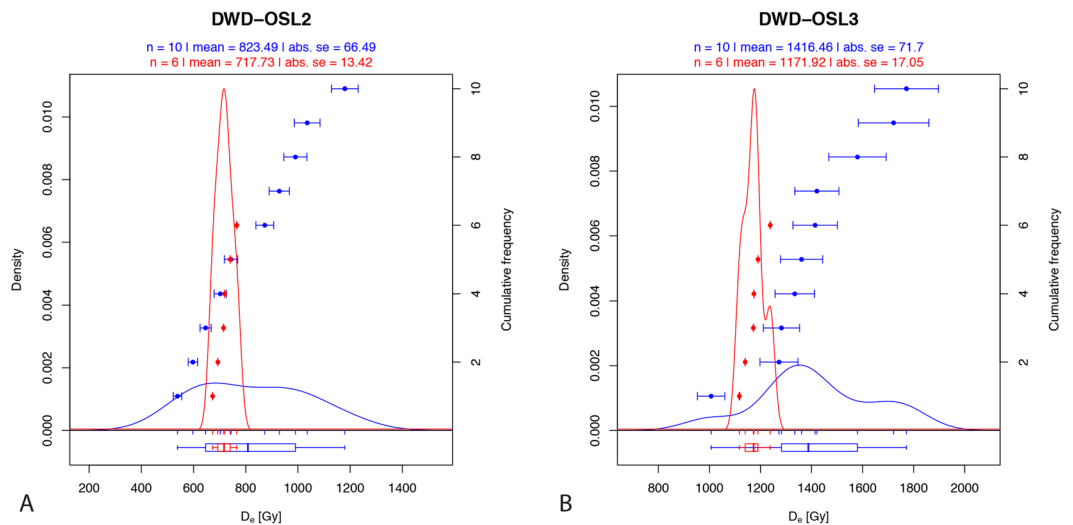 DWD–OSL2
n = 10 | mean = 823.49 | abs. se = 66.49
n = 6 | mean = 717.73 | abs. se = 13.42
Density
0.000
0.002
0.004
0.006
0.008
0.010
Cumulative frequency
2
4
6
8
10
200
400
600
800
1000
1200
1400
De [Gy]
A
DWD–OSL3
n = 10 | mean = 1416.46 | abs. se = 71.7
n = 6 | mean = 1171.92 | abs. se = 17.05
Density
0.000
0.002
0.004
0.006
0.008
0.010
Cumulative frequency
2
4
6
8
10
800
1000
1200
1400
1600
1800
2000
De [Gy]
B